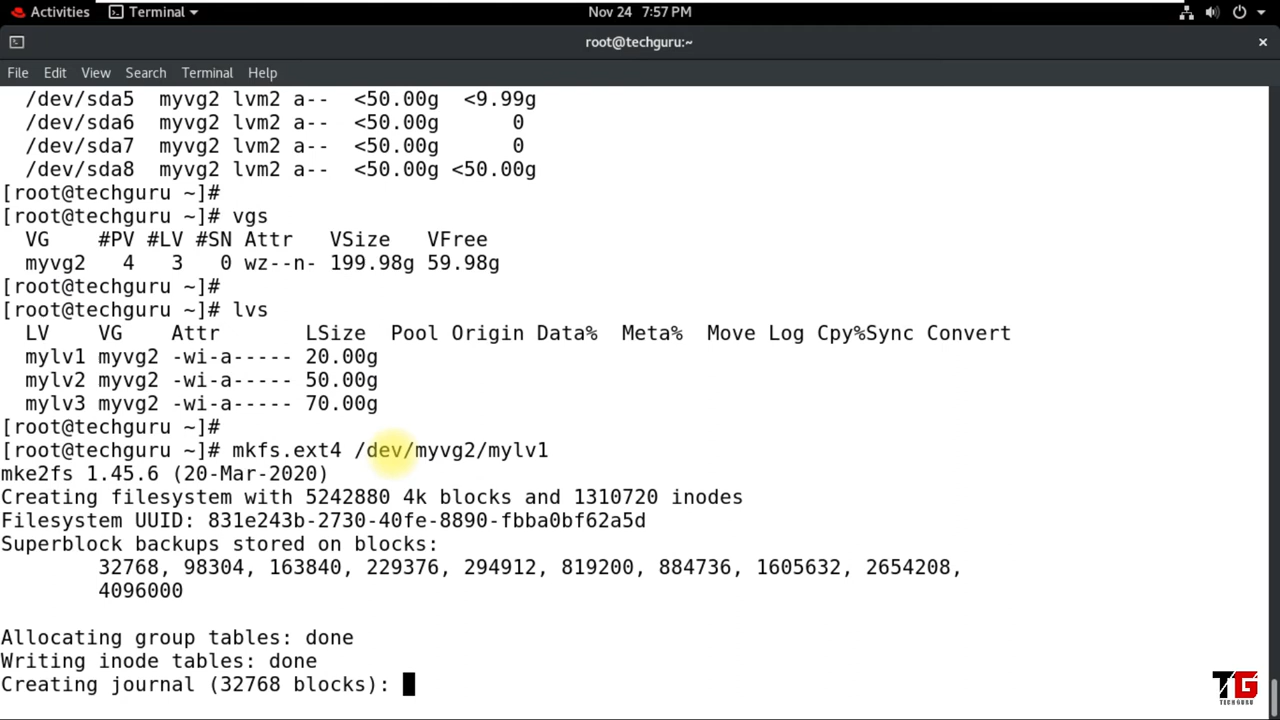 Activities Terminal Nov 24 7:57 PM
root@techguru:~
File Edit View Search Terminal Help
/dev/sda5 myvg2 lvm2 a-- <50.00g <9.99g
/dev/sda6 myvg2 lvm2 a-- <50.00g 0
/dev/sda7 myvg2 lvm2 a-- <50.00g 0
/dev/sda8 myvg2 lvm2 a-- <50.00g <50.00g
[root@techguru ~]#
[root@techguru ~]# vgs
VG #PV #LV #SN Attr VSize VFree
myvg2 4 3 0 wz--n- 199.98g 59.98g
[root@techguru ~]#
[root@techguru ~]# lvs
LV VG Attr LSize Pool Origin Data% Meta% Move Log Cpy%Sync Convert
mylv1 myvg2 -wi-a----- 20.00g
mylv2 myvg2 -wi-a----- 50.00g
mylv3 myvg2 -wi-a----- 70.00g
[root@techguru ~]#
[root@techguru ~]# mkfs.ext4 /dev/myvg2/mylv1
mke2fs 1.45.6 (20-Mar-2020)
Creating filesystem with 5242880 4k blocks and 1310720 inodes
Filesystem UUID: 831e243b-2730-40fe-8890-fbba0bf62a5d
Superblock backups stored on blocks:
32768, 98304, 163840, 229376, 294912, 819200, 884736, 1605632, 2654208,
4096000
Allocating group tables: done
Writing inode tables: done
Creating journal (32768 blocks):
TG
TECHGURU